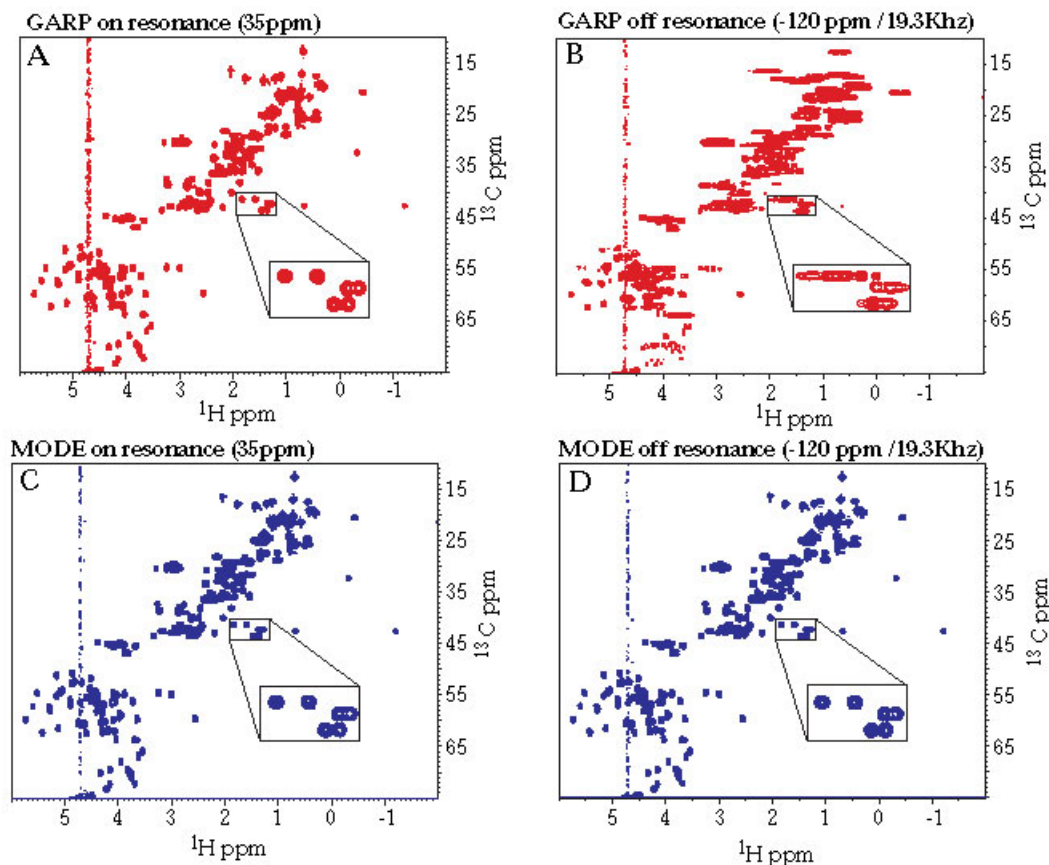 GARP on resonance (35ppm)
A
15
25
35
45
55
65
¹³C ppm
5 4 3 2 1 0 -1
¹H ppm
GARP off resonance (-120 ppm /19.3Khz)
B
15
25
35
45
55
65
¹³C ppm
5 4 3 2 1 0 -1
¹H ppm
MODE on resonance (35ppm)
C
15
25
35
45
55
65
¹³C ppm
5 4 3 2 1 0 -1
¹H ppm
MODE off resonance (-120 ppm /19.3Khz)
D
15
25
35
45
55
65
¹³C ppm
5 4 3 2 1 0 -1
¹H ppm